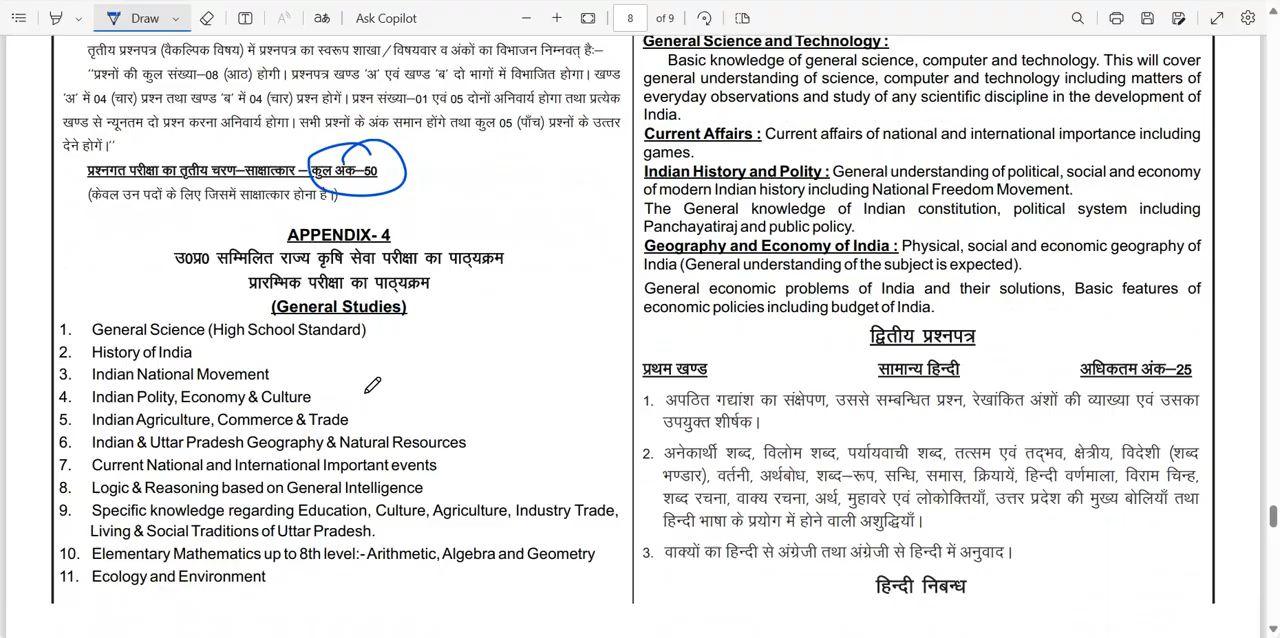 Draw
Ask Copilot
8
of 9
तृतीय प्रश्नपत्र (वैकल्पिक विषय) में प्रश्नपत्र का स्वरूप शाखा/विषयवार व अंकों का विभाजन निम्नवत् है:–
''प्रश्नों की कुल संख्या–08 (आठ) होगी। प्रश्नपत्र खण्ड 'अ' एवं खण्ड 'ब' दो भागों में विभाजित होगा। खण्ड
'अ' में 04 (चार) प्रश्न तथा खण्ड 'ब' में 04 (चार) प्रश्न होगें। प्रश्न संख्या–01 एवं 05 दोनों अनिवार्य होगा तथा प्रत्येक
खण्ड से न्यूनतम दो प्रश्न करना अनिवार्य होगा। सभी प्रश्नों के अंक समान होंगे तथा कुल 05 (पाँच) प्रश्नों के उत्तर
देने होगें।''
प्रश्नगत परीक्षा का तृतीय चरण–साक्षात्कार – कुल अंक–50
(केवल उन पदों के लिए जिसमें साक्षात्कार होना है।)
APPENDIX- 4
उ0प्र0 सम्मिलित राज्य कृषि सेवा परीक्षा का पाठ्यक्रम
प्रारम्भिक परीक्षा का पाठ्यक्रम
(General Studies)
1. General Science (High School Standard)
2. History of India
3. Indian National Movement
4. Indian Polity, Economy & Culture
5. Indian Agriculture, Commerce & Trade
6. Indian & Uttar Pradesh Geography & Natural Resources
7. Current National and International Important events
8. Logic & Reasoning based on General Intelligence
9. Specific knowledge regarding Education, Culture, Agriculture, Industry Trade,
Living & Social Traditions of Uttar Pradesh.
10. Elementary Mathematics up to 8th level:- Arithmetic, Algebra and Geometry
11. Ecology and Environment
General Science and Technology :
Basic knowledge of general science, computer and technology. This will cover
general understanding of science, computer and technology including matters of
everyday observations and study of any scientific discipline in the development of
India.
Current Affairs : Current affairs of national and international importance including
games.
Indian History and Polity : General understanding of political, social and economy
of modern Indian history including National Freedom Movement.
The General knowledge of Indian constitution, political system including
Panchayatiraj and public policy.
Geography and Economy of India : Physical, social and economic geography of
India (General understanding of the subject is expected).
General economic problems of India and their solutions, Basic features of
economic policies including budget of India.
द्वितीय प्रश्नपत्र
प्रथम खण्ड सामान्य हिन्दी अधिकतम अंक–25
1. अपठित गद्यांश का संक्षेपण, उससे सम्बन्धित प्रश्न, रेखांकित अंशों की व्याख्या एवं उसका
उपयुक्त शीर्षक।
2. अनेकार्थी शब्द, विलोम शब्द, पर्यायवाची शब्द, तत्सम एवं तद्भव, क्षेत्रीय, विदेशी (शब्द
भण्डार), वर्तनी, अर्थबोध, शब्द–रूप, सन्धि, समास, क्रियायें, हिन्दी वर्णमाला, विराम चिन्ह,
शब्द रचना, वाक्य रचना, अर्थ, मुहावरे एवं लोकोक्तियाँ, उत्तर प्रदेश की मुख्य बोलियाँ तथा
हिन्दी भाषा के प्रयोग में होने वाली अशुद्धियाँ।
3. वाक्यों का हिन्दी से अंग्रेजी तथा अंग्रेजी से हिन्दी में अनुवाद।
हिन्दी निबन्ध